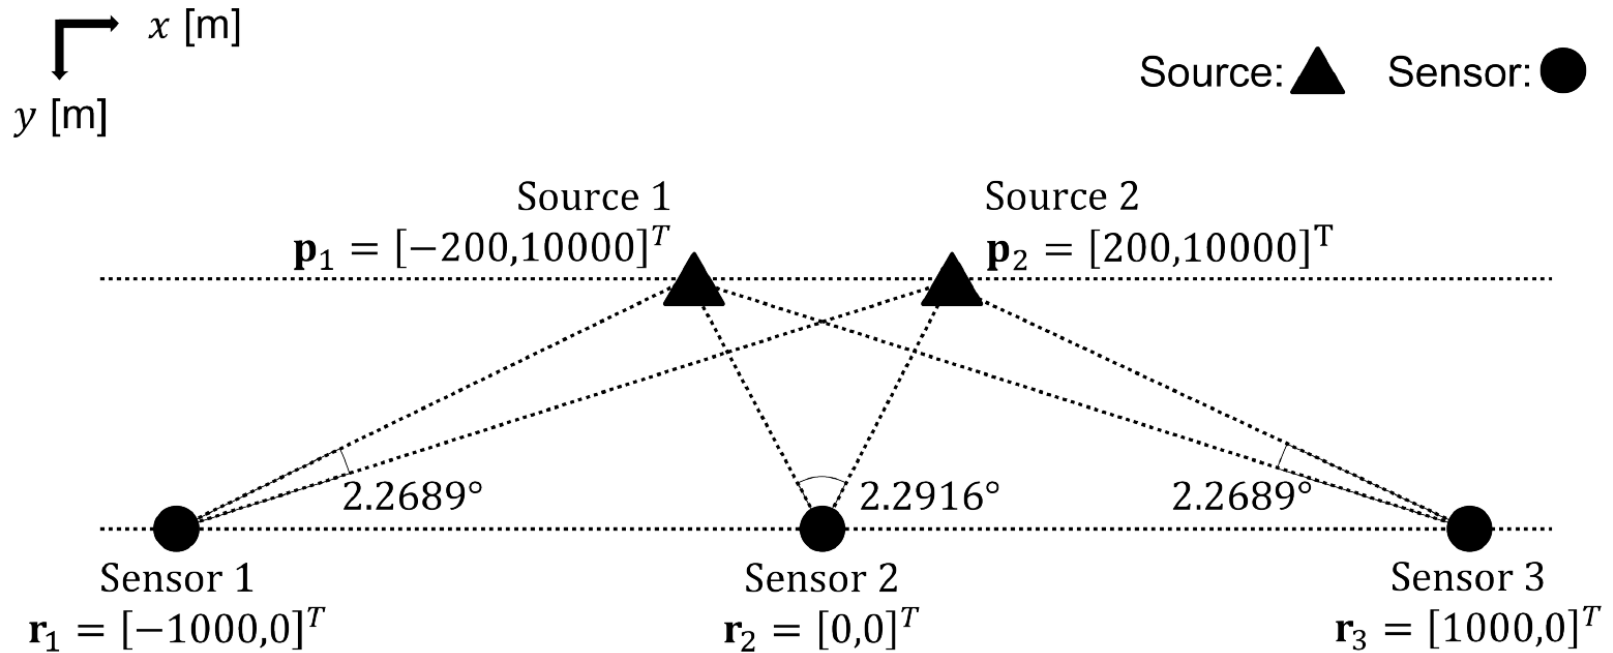 x [m]
y [m]
Source: Sensor:
Source 1
p₁ = [−200,10000]ᵀ
Source 2
p₂ = [200,10000]ᵀ
2.2689°
2.2916°
2.2689°
Sensor 1
r₁ = [−1000,0]ᵀ
Sensor 2
r₂ = [0,0]ᵀ
Sensor 3
r₃ = [1000,0]ᵀ